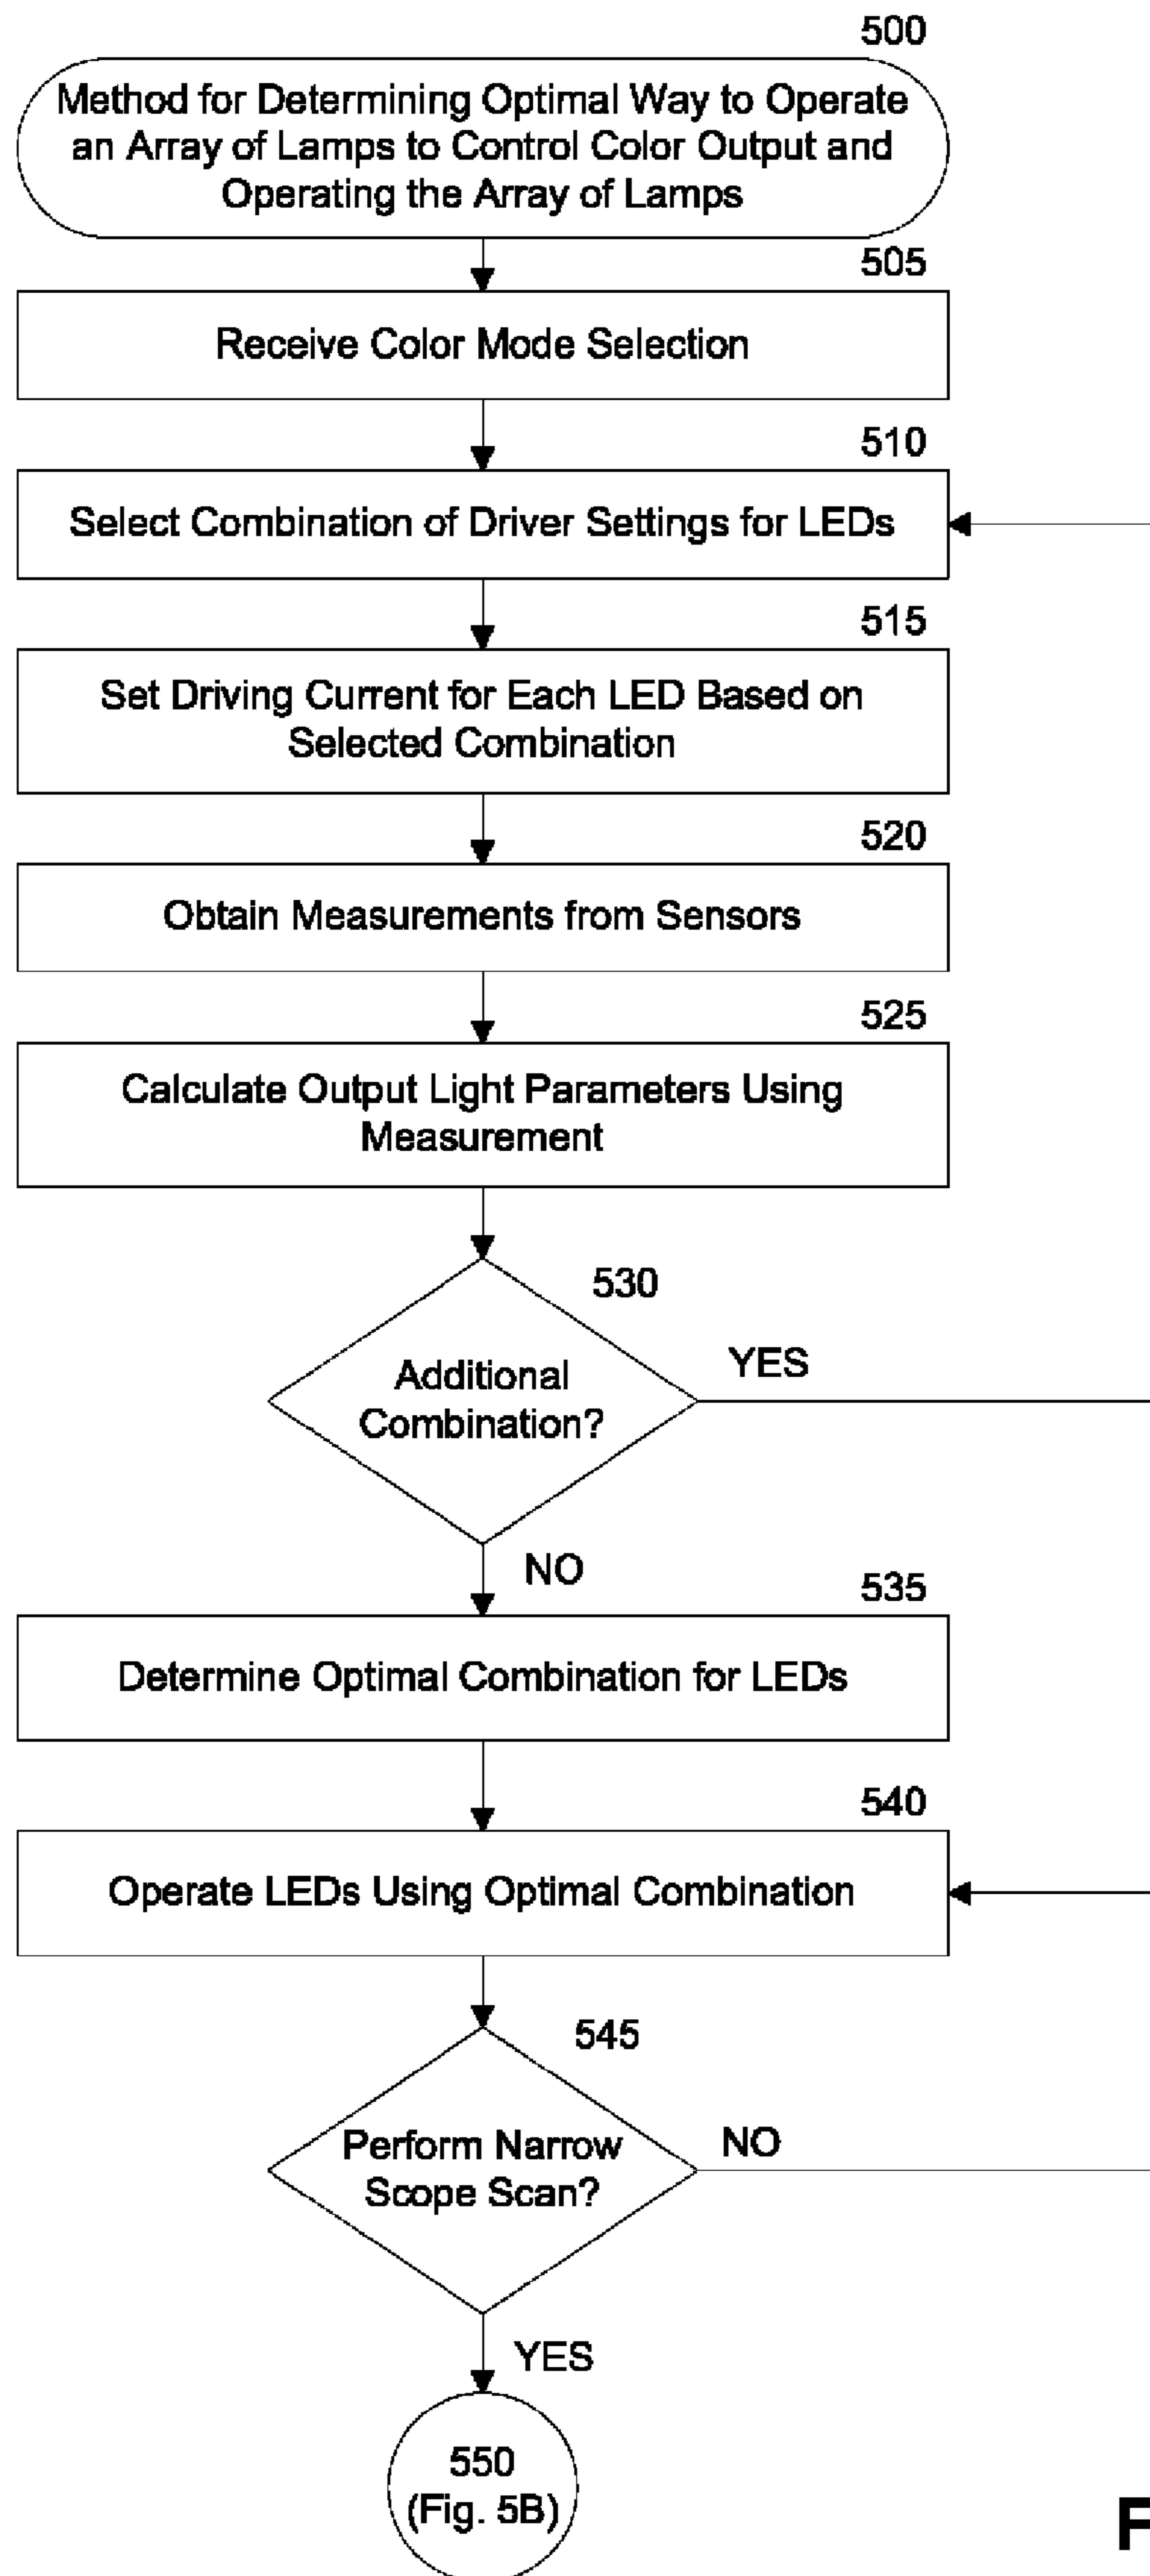 500
Method for Determining Optimal Way to Operate
an Array of Lamps to Control Color Output and
Operating the Array of Lamps
505
Receive Color Mode Selection
510
Select Combination of Driver Settings for LEDs
515
Set Driving Current for Each LED Based on
Selected Combination
520
Obtain Measurements from Sensors
525
Calculate Output Light Parameters Using
Measurement
530
Additional
Combination?
YES
NO
535
Determine Optimal Combination for LEDs
540
Operate LEDs Using Optimal Combination
545
Perform Narrow
Scope Scan?
NO
YES
550
(Fig. 5B)
F